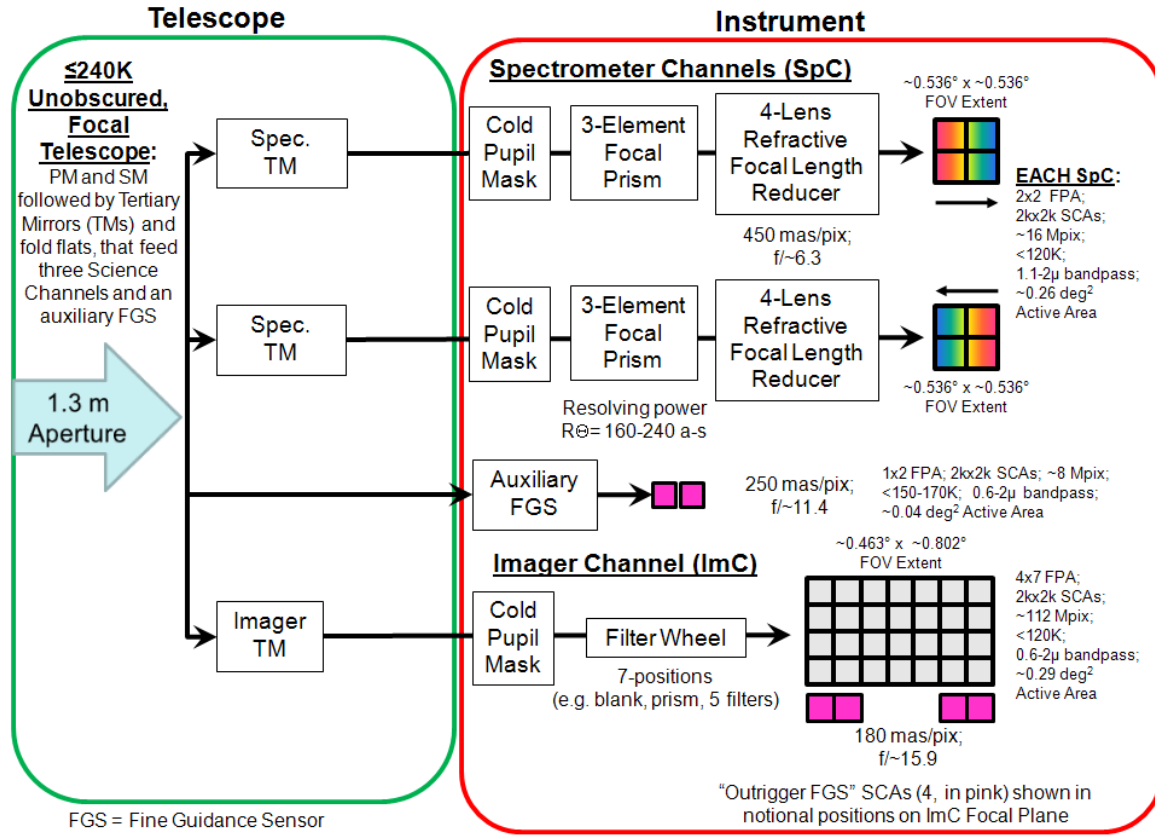 Telescope
Instrument
≤240K
Unobscured,
Focal
Telescope:
PM and SM
followed by Tertiary
Mirrors (TMs) and
fold flats, that feed
three Science
Channels and an
auxiliary FGS
1.3 m
Aperture
Spec.
TM
Spec.
TM
Imager
TM
Spectrometer Channels (SpC)
Cold
Pupil
Mask
3-Element
Focal
Prism
4-Lens
Refractive
Focal Length
Reducer
450 mas/pix;
f/~6.3
~0.536° x ~0.536°
FOV Extent
EACH SpC:
2x2 FPA;
2kx2k SCAs;
~16 Mpix;
<120K;
1.1-2µ bandpass;
~0.26 deg²
Active Area
Cold
Pupil
Mask
3-Element
Focal
Prism
4-Lens
Refractive
Focal Length
Reducer
Resolving power
RΘ= 160-240 a-s
~0.536° x ~0.536°
FOV Extent
Auxiliary
FGS
250 mas/pix;
f/~11.4
1x2 FPA; 2kx2k SCAs; ~8 Mpix;
<150-170K; 0.6-2µ bandpass;
~0.04 deg² Active Area
Imager Channel (ImC)
Cold
Pupil
Mask
Filter Wheel
7-positions
(e.g. blank, prism, 5 filters)
~0.463° x ~0.802°
FOV Extent
4x7 FPA;
2kx2k SCAs;
~112 Mpix;
<120K;
0.6-2µ bandpass;
~0.29 deg²
Active Area
180 mas/pix;
f/~15.9
“Outrigger FGS” SCAs (4, in pink) shown in
notional positions on ImC Focal Plane
FGS = Fine Guidance Sensor